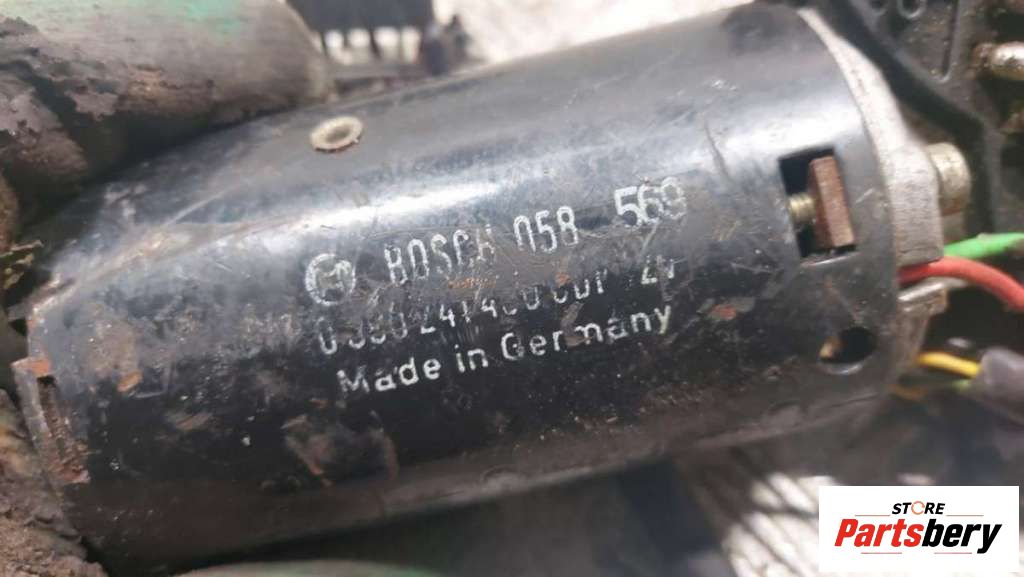 BOSCH 058 569
Made in Germany
STORE
Partsbery